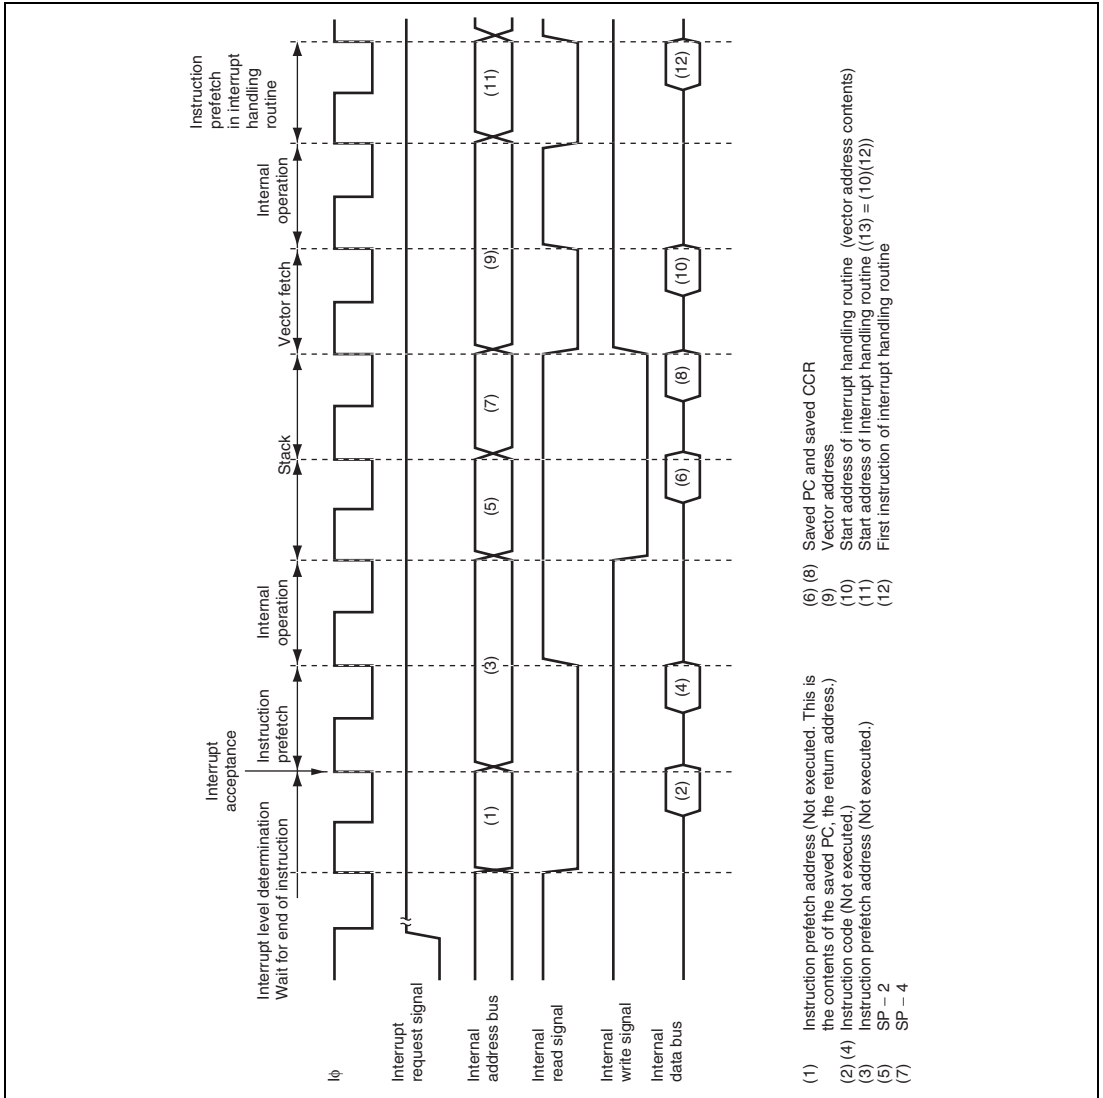 Interrupt level determination
Wait for end of instruction
Interrupt
acceptance
Instruction
prefetch
Internal
operation
Stack
Vector fetch
Internal
operation
Instruction
prefetch
in interrupt
handling
routine
Iϕ
Interrupt
request signal
Internal
address bus
(1)
(3)
(5)
(7)
(9)
(11)
Internal
read signal
Internal
write signal
Internal
data bus
(2)
(4)
(6)
(8)
(10)
(12)
(1) Instruction prefetch address (Not executed. This is
the contents of the saved PC, the return address.)
(2) (4) Instruction code (Not executed.)
(3) Instruction prefetch address (Not executed.)
(5) SP – 2
(7) SP – 4
(6) (8) Saved PC and saved CCR
(9) Vector address
(10) Start address of interrupt handling routine (vector address contents)
(11) Start address of Interrupt handling routine ((13) = (10)(12))
(12) First instruction of interrupt handling routine